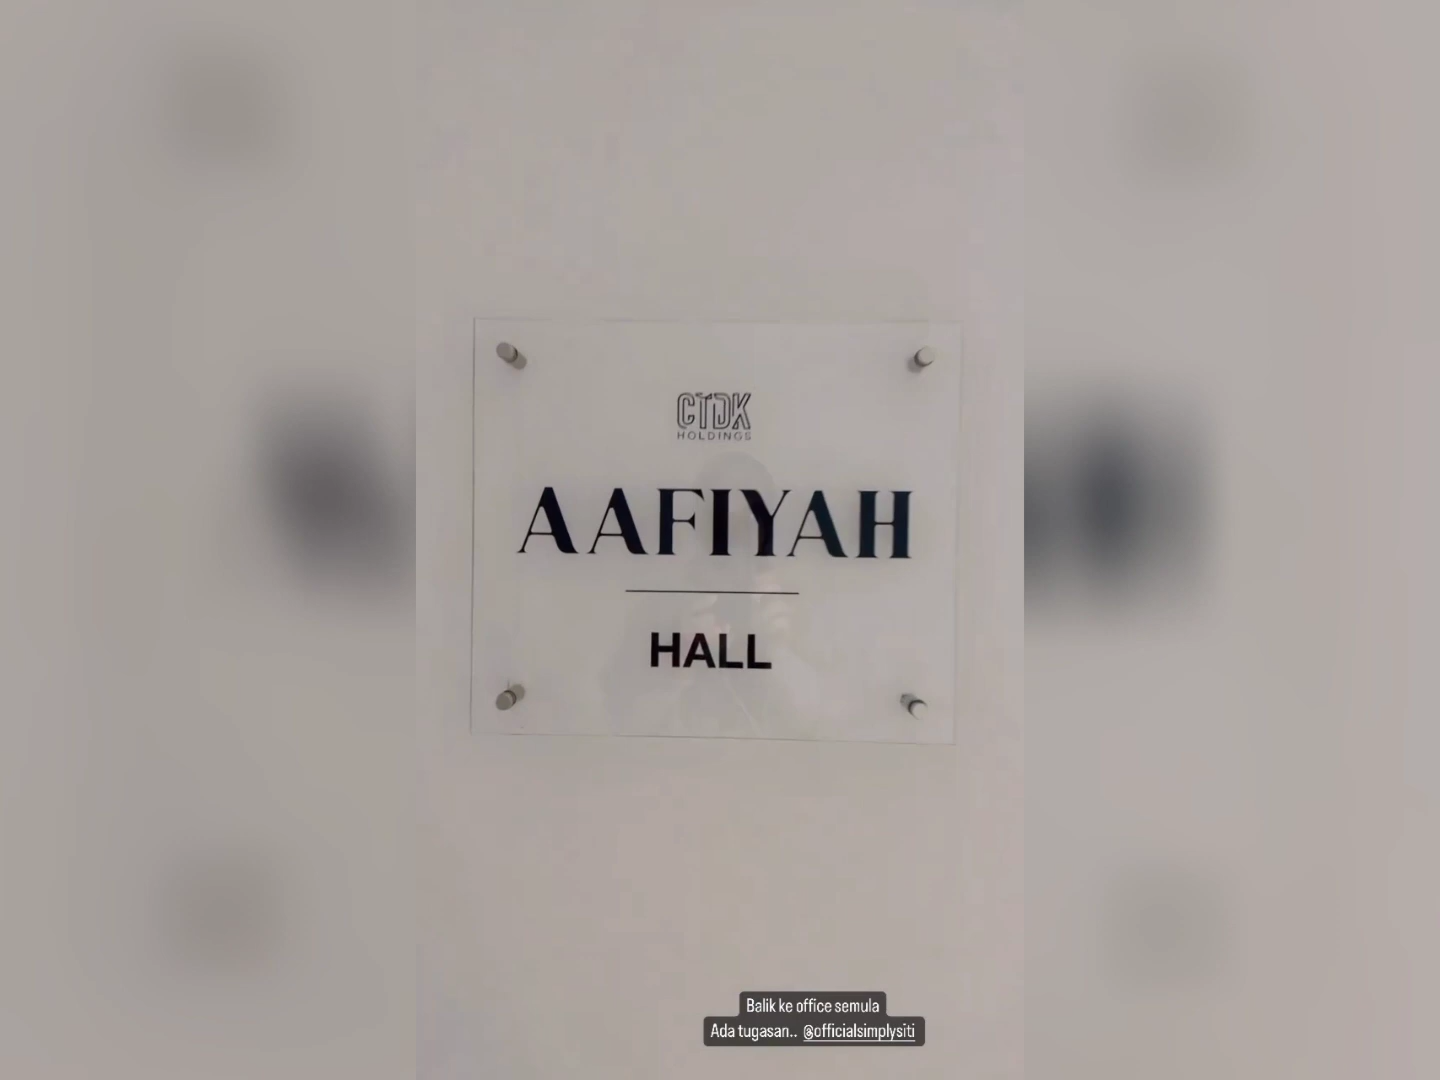 CTDK
HOLDINGS
AAFIYAH
HALL
Balik ke office semula
Ada tugasan.. @officialsimplysiti